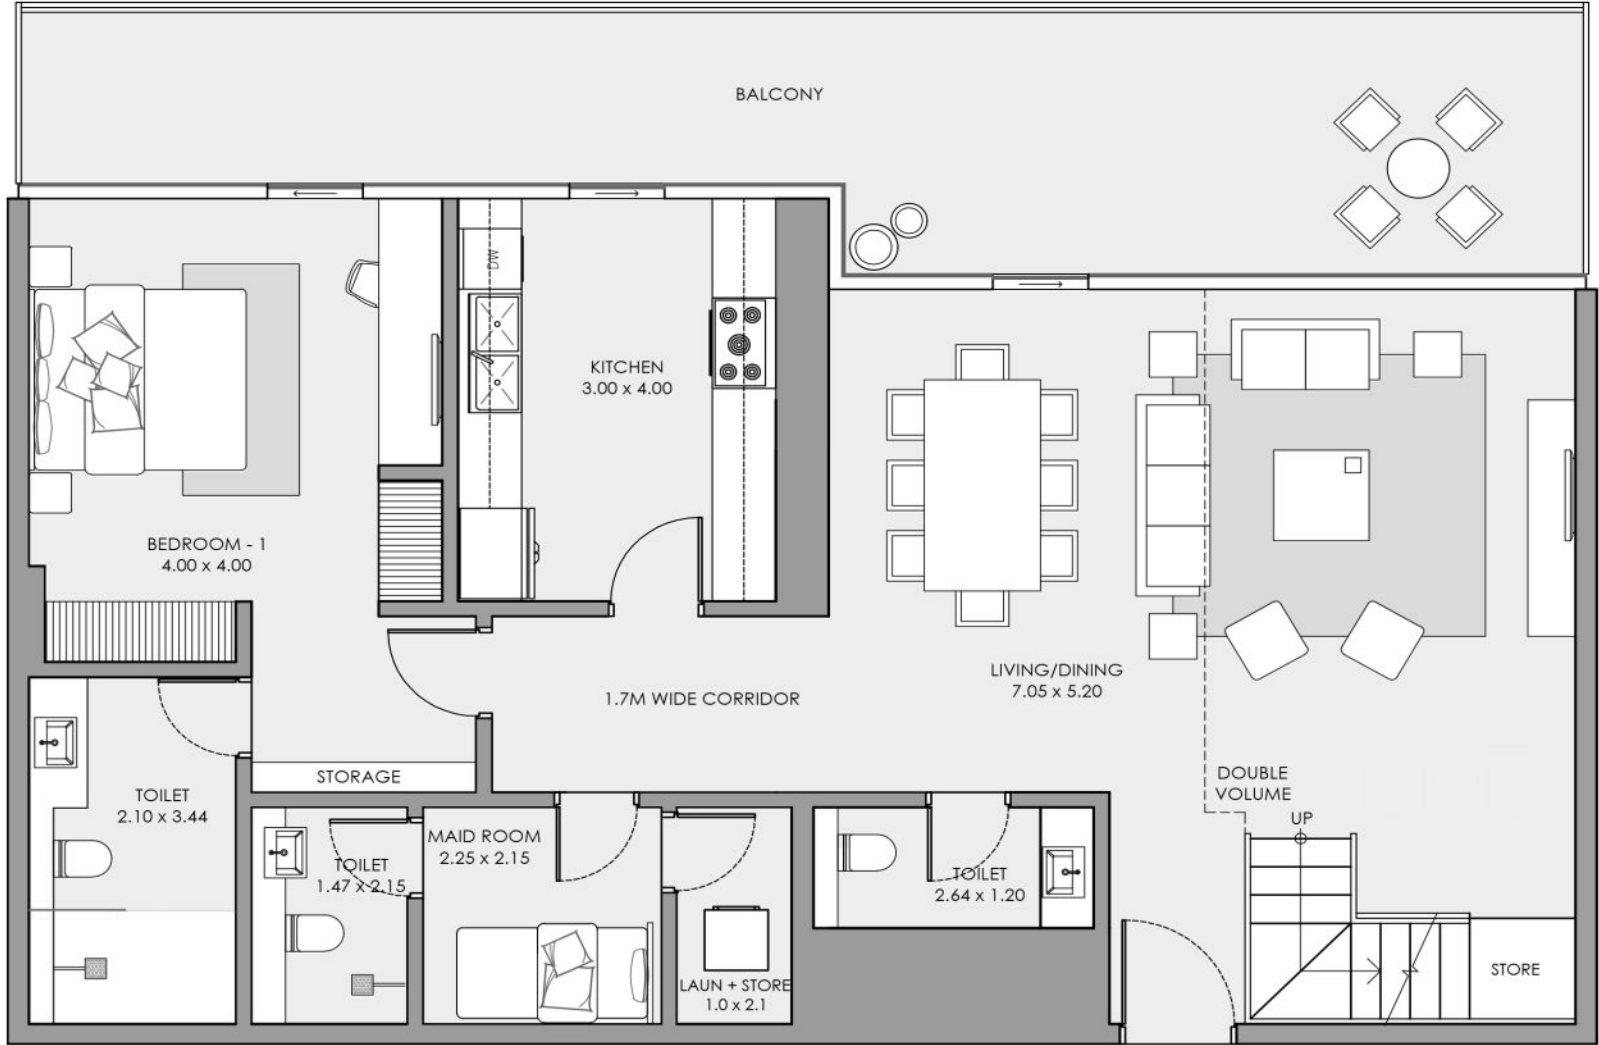 BALCONY
DW
KITCHEN
3.00 x 4.00
BEDROOM - 1
4.00 x 4.00
LIVING/DINING
7.05 x 5.20
1.7M WIDE CORRIDOR
STORAGE
DOUBLE
VOLUME
UP
TOILET
2.10 x 3.44
MAID ROOM
2.25 x 2.15
TOILET
1.47 x 2.15
TOILET
2.64 x 1.20
LAUN + STORE
1.0 x 2.1
STORE